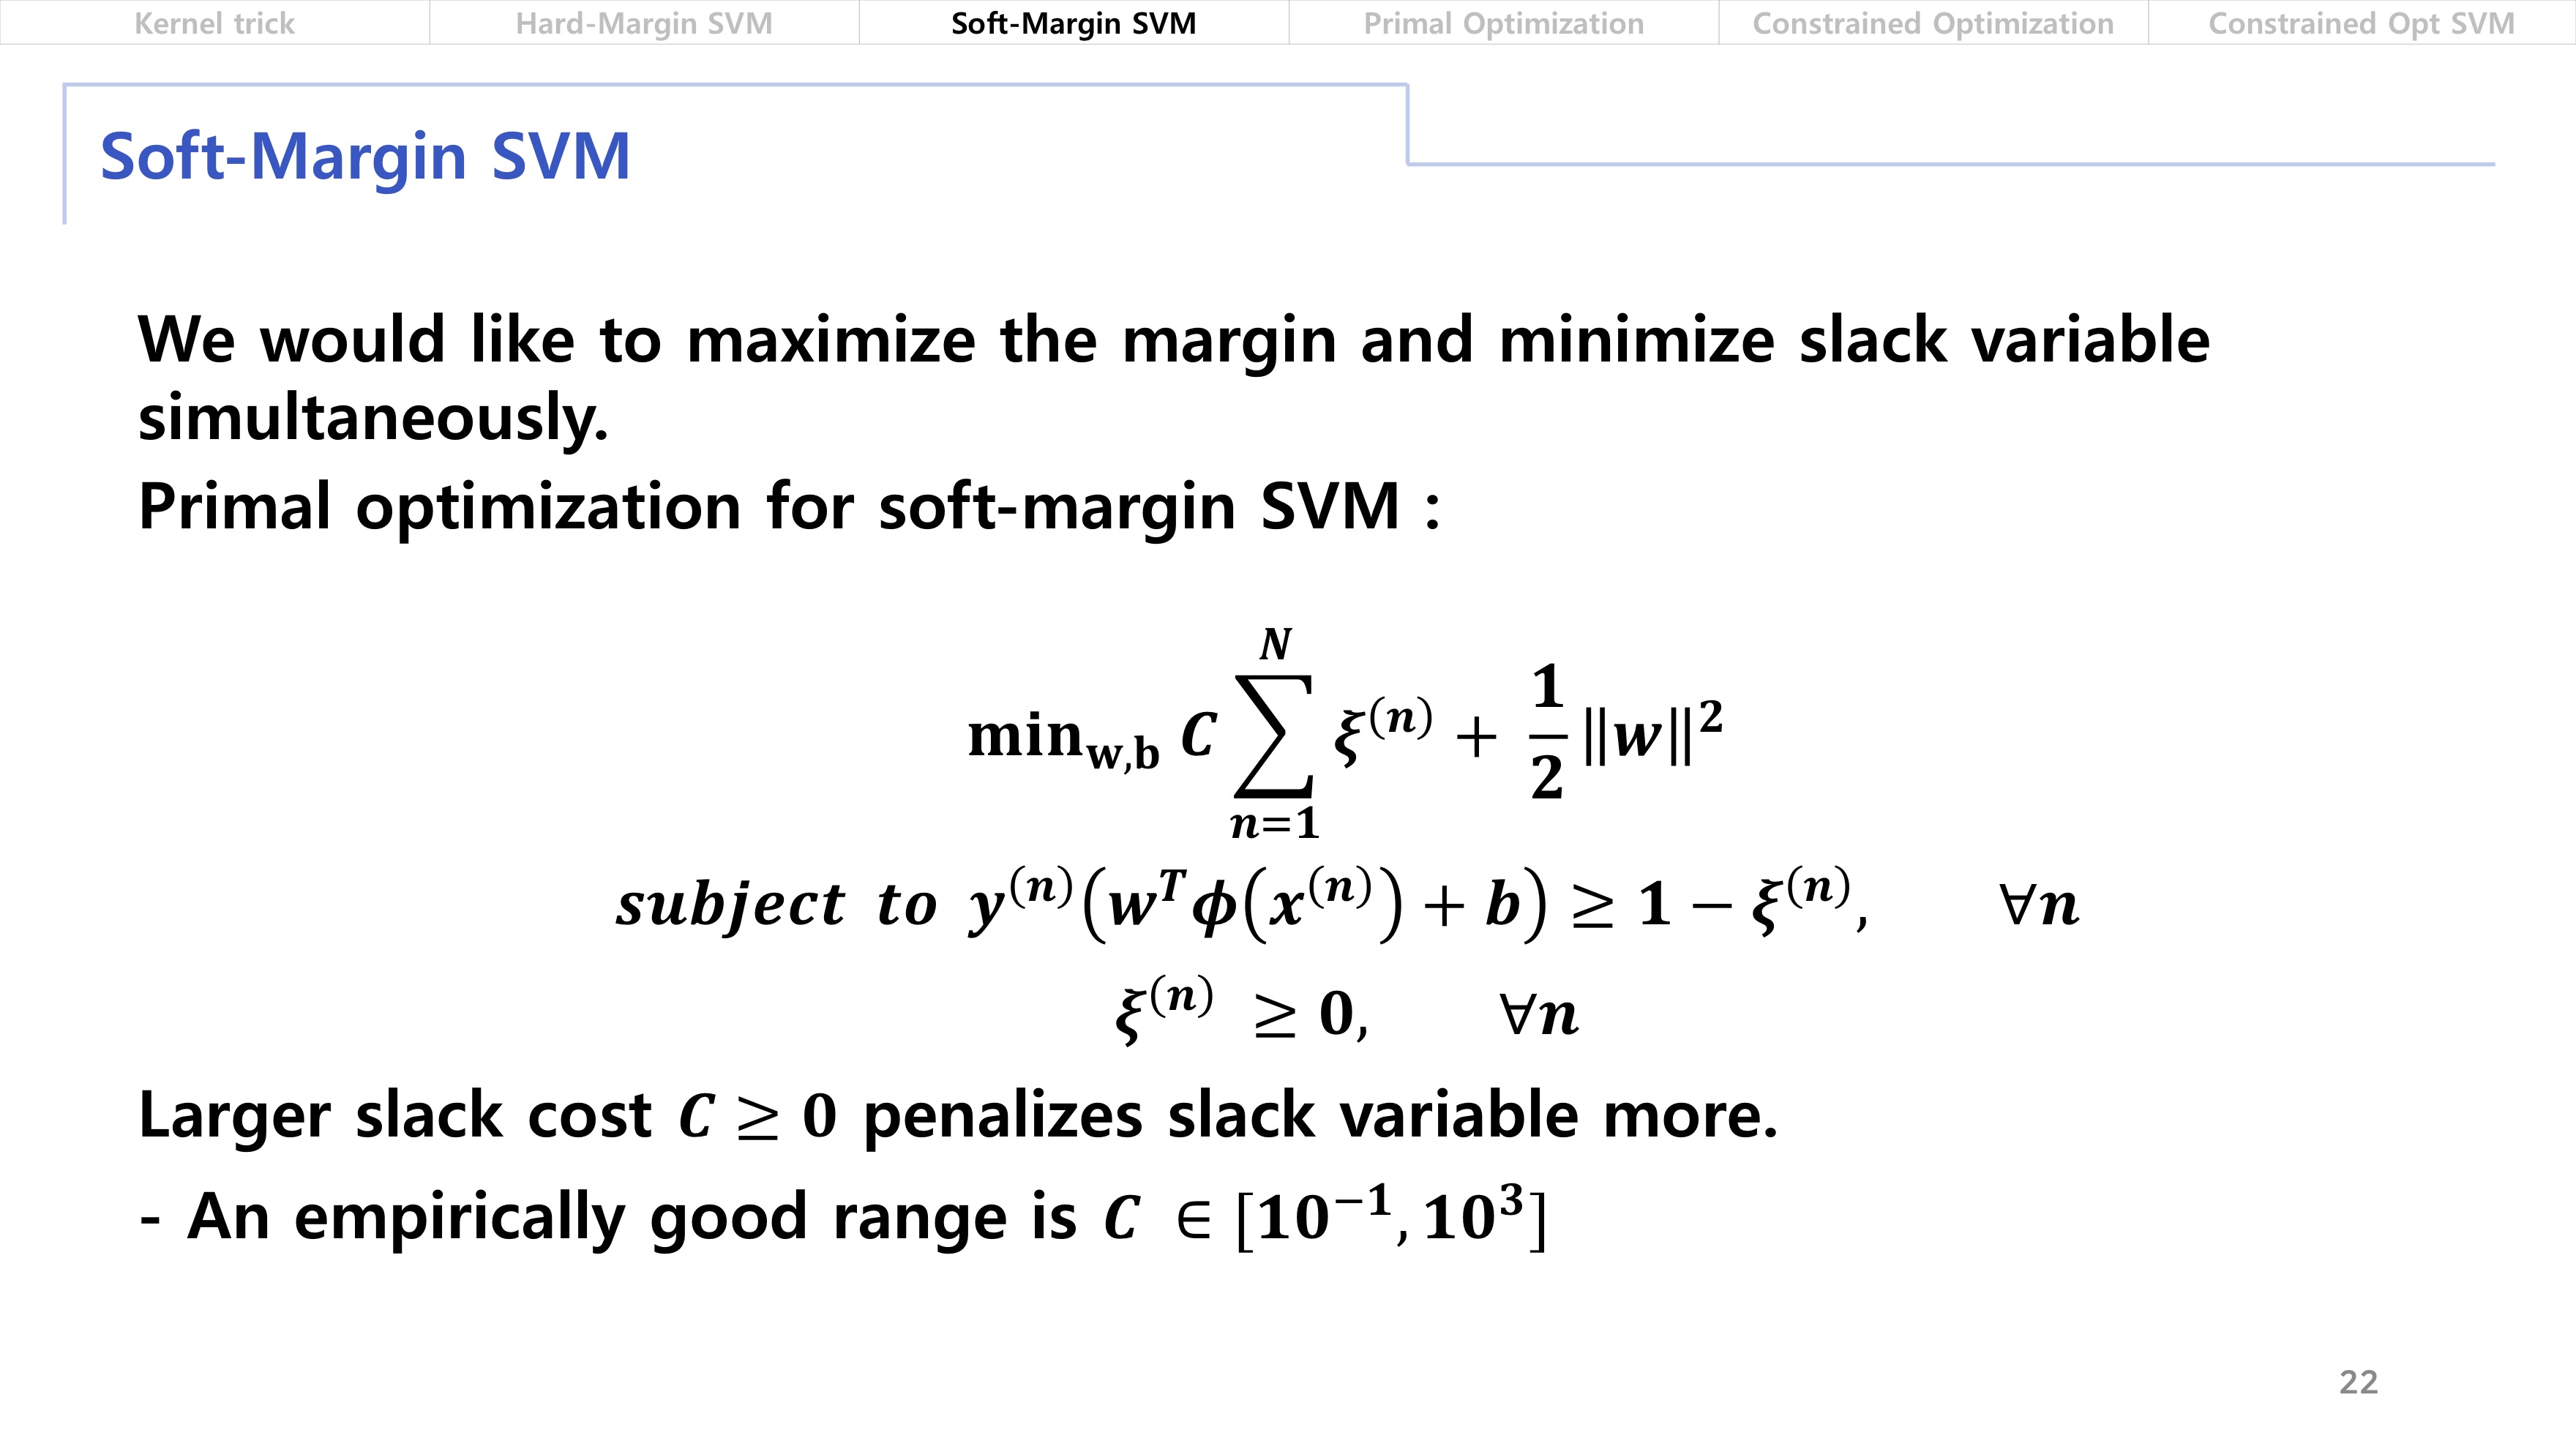 Kernel trick
Hard-Margin SVM
Soft-Margin SVM
Primal Optimization
Constrained Optimization
Constrained Opt SVM
Soft-Margin SVM
We would like to maximize the margin and minimize slack variable
simultaneously.
Primal optimization for soft-margin SVM :
$\min_{w,b} C \sum_{n=1}^{N} \xi^{(n)} + \frac{1}{2} \|w\|^2$
subject to $y^{(n)}(w^T \phi(x^{(n)}) + b) \geq 1 - \xi^{(n)}, \quad \forall n$
$\xi^{(n)} \geq 0, \quad \forall n$
Larger slack cost $C \geq 0$ penalizes slack variable more.
- An empirically good range is $C \in [10^{-1}, 10^3]$
22